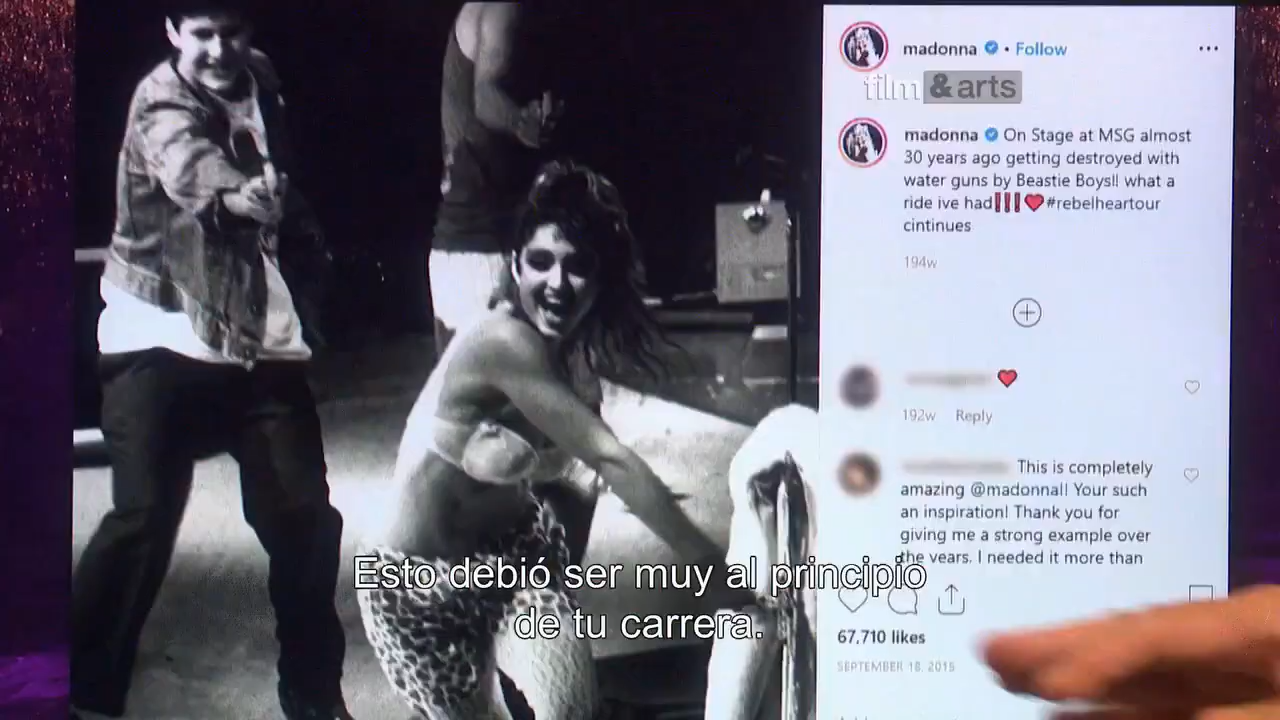 madonna • Follow
film & arts
madonna On Stage at MSG almost
30 years ago getting destroyed with
water guns by Beastie Boys!! what a
ride ive had!!!❤#rebelheartour
cintinues
194w
❤
192w Reply
This is completely
amazing @madonna!! Your such
an inspiration! Thank you for
giving me a strong example over
the years. I needed it more than
Esto debió ser muy al principio
de tu carrera.
67,710 likes
SEPTEMBER 18, 2015